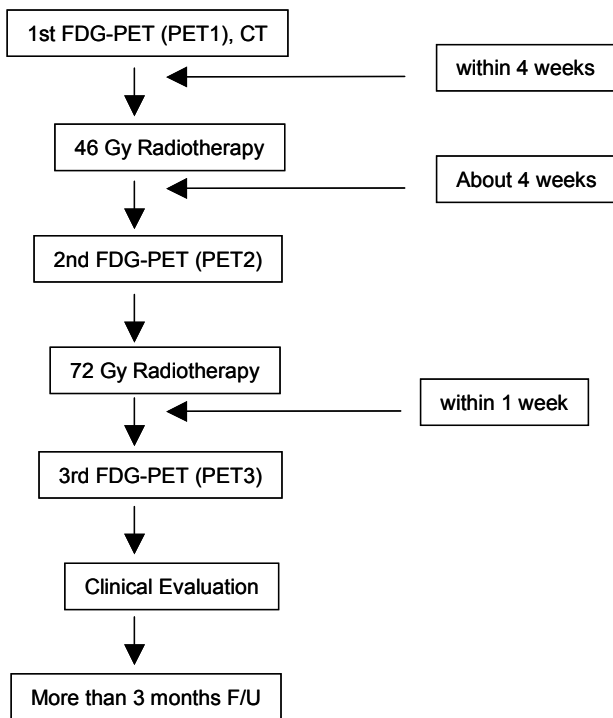 1st FDG-PET (PET1), CT
within 4 weeks
46 Gy Radiotherapy
About 4 weeks
2nd FDG-PET (PET2)
72 Gy Radiotherapy
within 1 week
3rd FDG-PET (PET3)
Clinical Evaluation
More than 3 months F/U